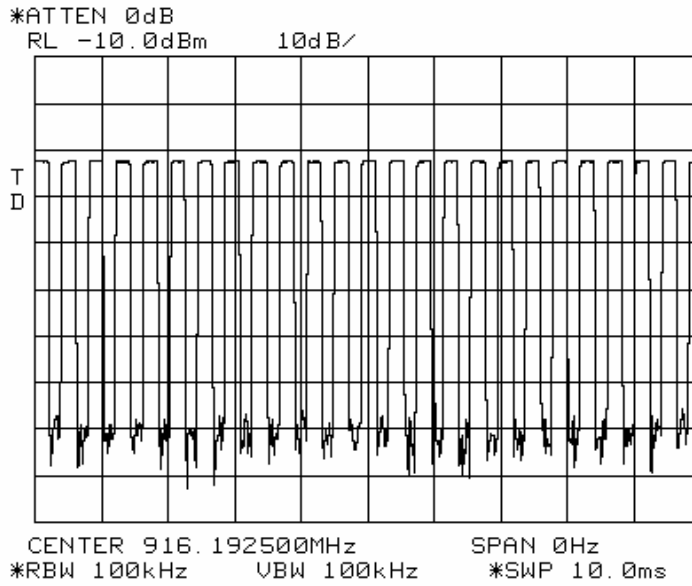 *ATTEN 0dB
RL -10.0dBm 10dB/
T
D
CENTER 916.192500MHz SPAN 0Hz
*RBW 100kHz VBW 100kHz *SWP 10.0ms